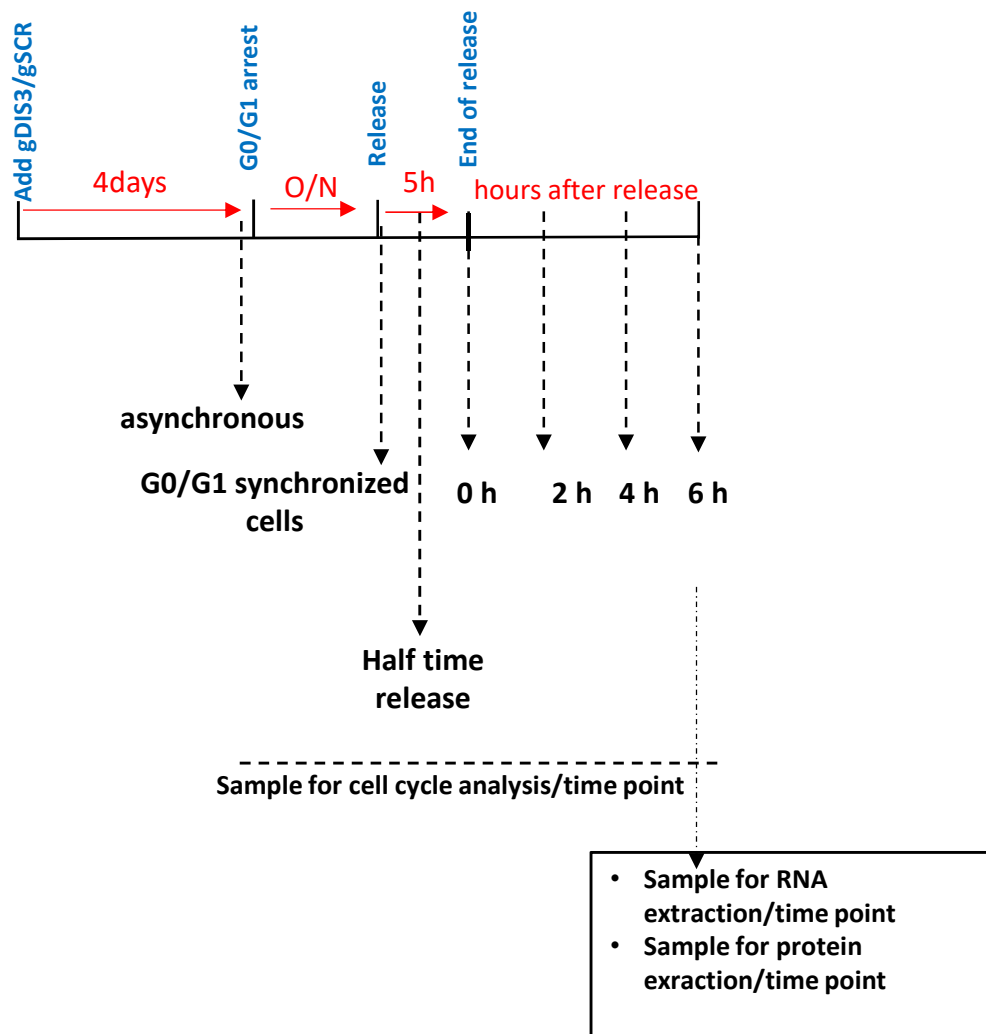 Add gDIS3/gSCR
G0/G1 arrest
Release
End of release
4days
O/N
5h
hours after release
asynchronous
G0/G1 synchronized
cells
0 h
2 h
4 h
6 h
Half time
release
Sample for cell cycle analysis/time point
• Sample for RNA
extraction/time point
• Sample for protein
exraction/time point